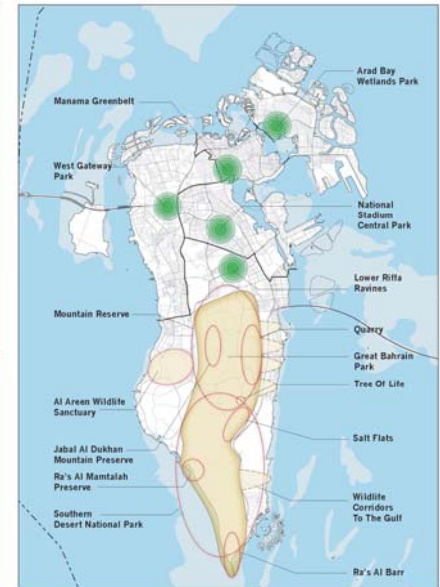 Arad Bay
Wetlands Park
Manama Greenbelt
West Gateway
Park
National
Stadium
Central Park
Lower Riffa
Ravines
Mountain Reserve
Quarry
Great Bahrain
Park
Tree Of Life
Al Areen Wildlife
Sanctuary
Salt Flats
Jabal Al Dukhan
Mountain Preserve
Ra's Al Mamtalah
Preserve
Southern
Desert National Park
Wildlife
Corridors
To The Gulf
Ra's Al Barr